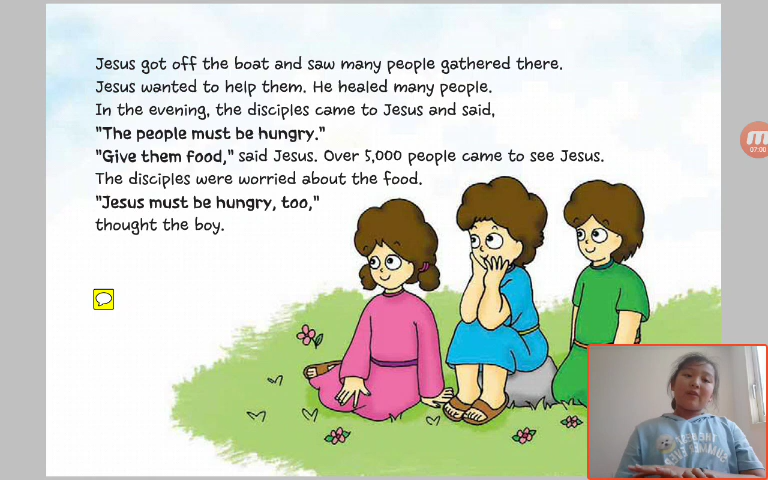 Jesus got off the boat and saw many people gathered there.
Jesus wanted to help them. He healed many people.
In the evening, the disciples came to Jesus and said,
"The people must be hungry."
"Give them food," said Jesus. Over 5,000 people came to see Jesus.
The disciples were worried about the food.
"Jesus must be hungry, too,"
thought the boy.
07:00